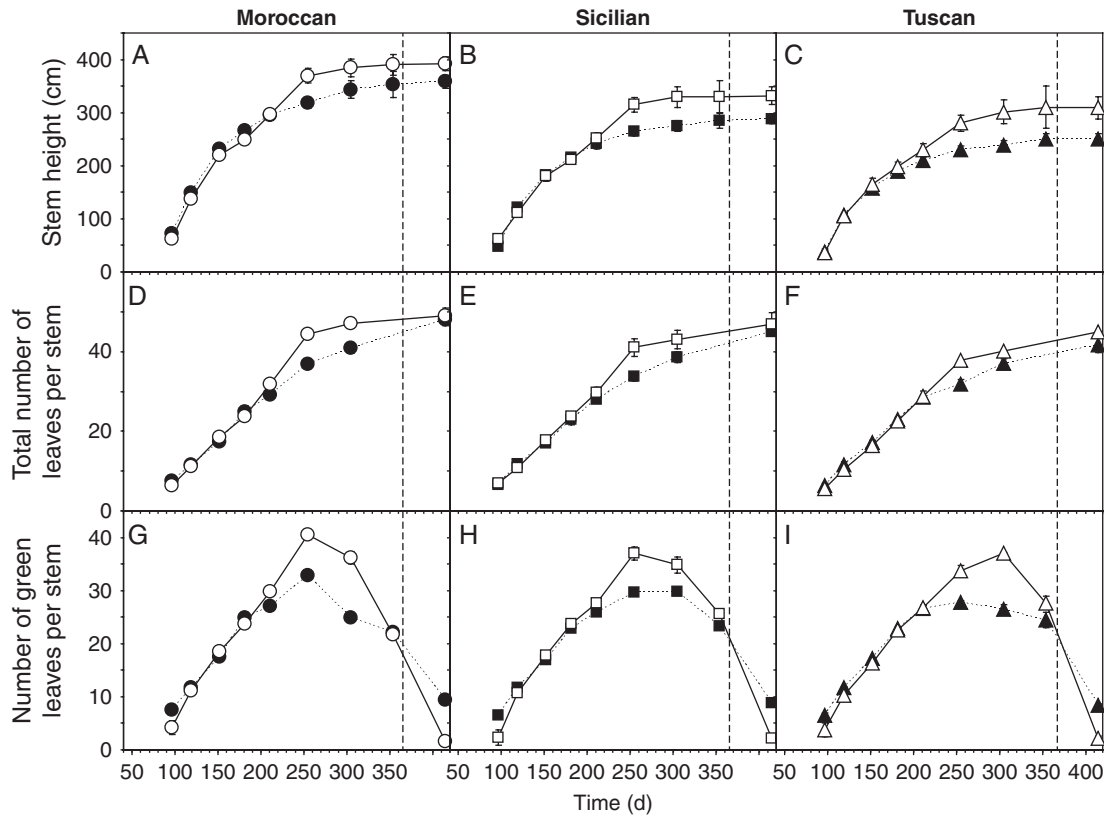 Moroccan Sicilian Tuscan
A B C
Stem height (cm)
400
300
200
100
0
D E F
Total number of
leaves per stem
40
20
0
G H I
Number of green
leaves per stem
40
30
20
10
0
50 100 150 200 250 300 350 50 100 150 200 250 300 350 50 100 150 200 250 300 350 400
Time (d)